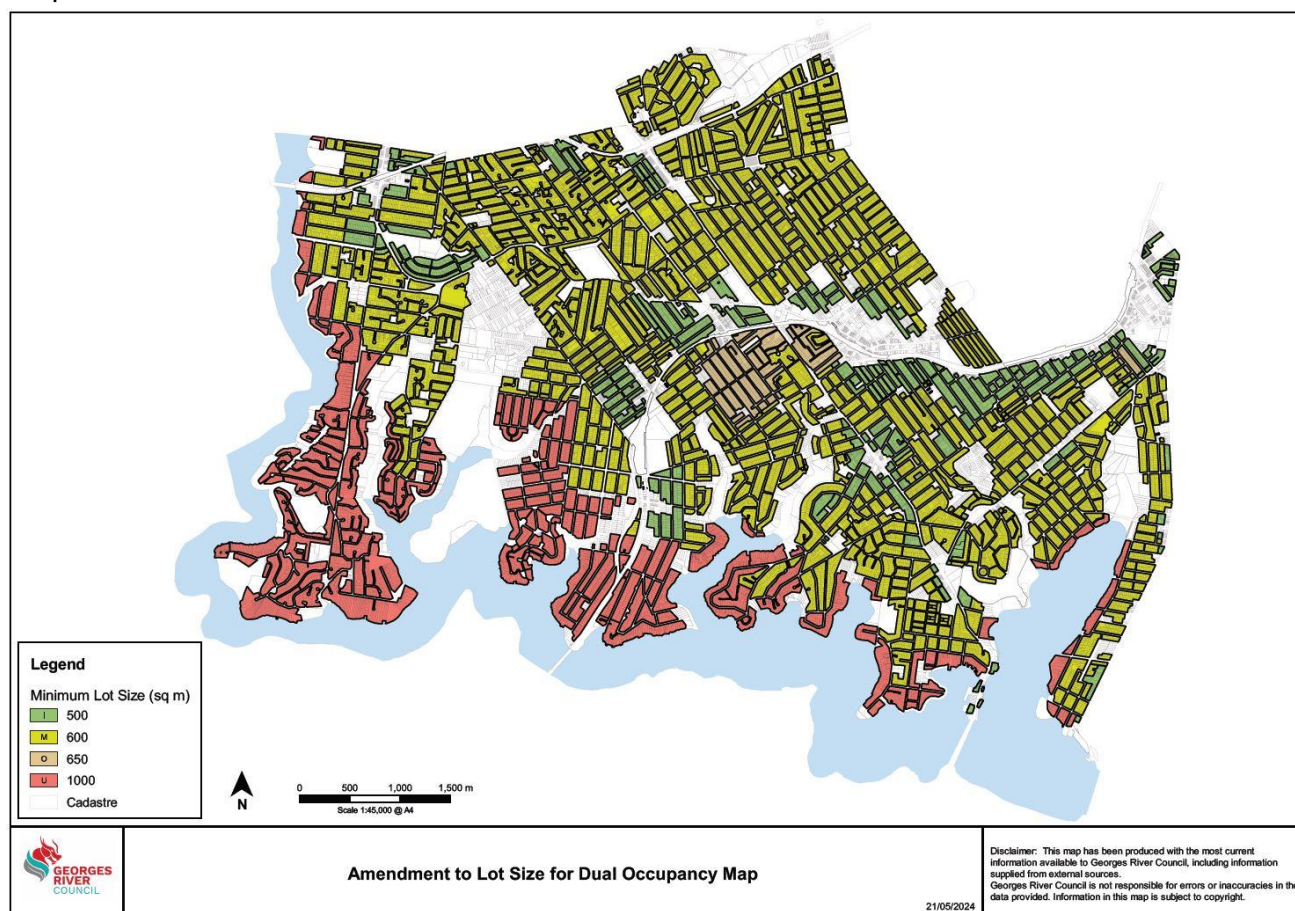 Legend
Minimum Lot Size (sq m)
I 500
M 600
O 650
U 1000
Cadastre
N
0 500 1,000 1,500 m
Scale 1:45,000 @ A4
GEORGES
RIVER
COUNCIL
Amendment to Lot Size for Dual Occupancy Map
21/05/2024
Disclaimer: This map has been produced with the most current
information available to Georges River Council, including information
supplied from external sources.
Georges River Council is not responsible for errors or inaccuracies in the
data provided. Information in this map is subject to copyright.